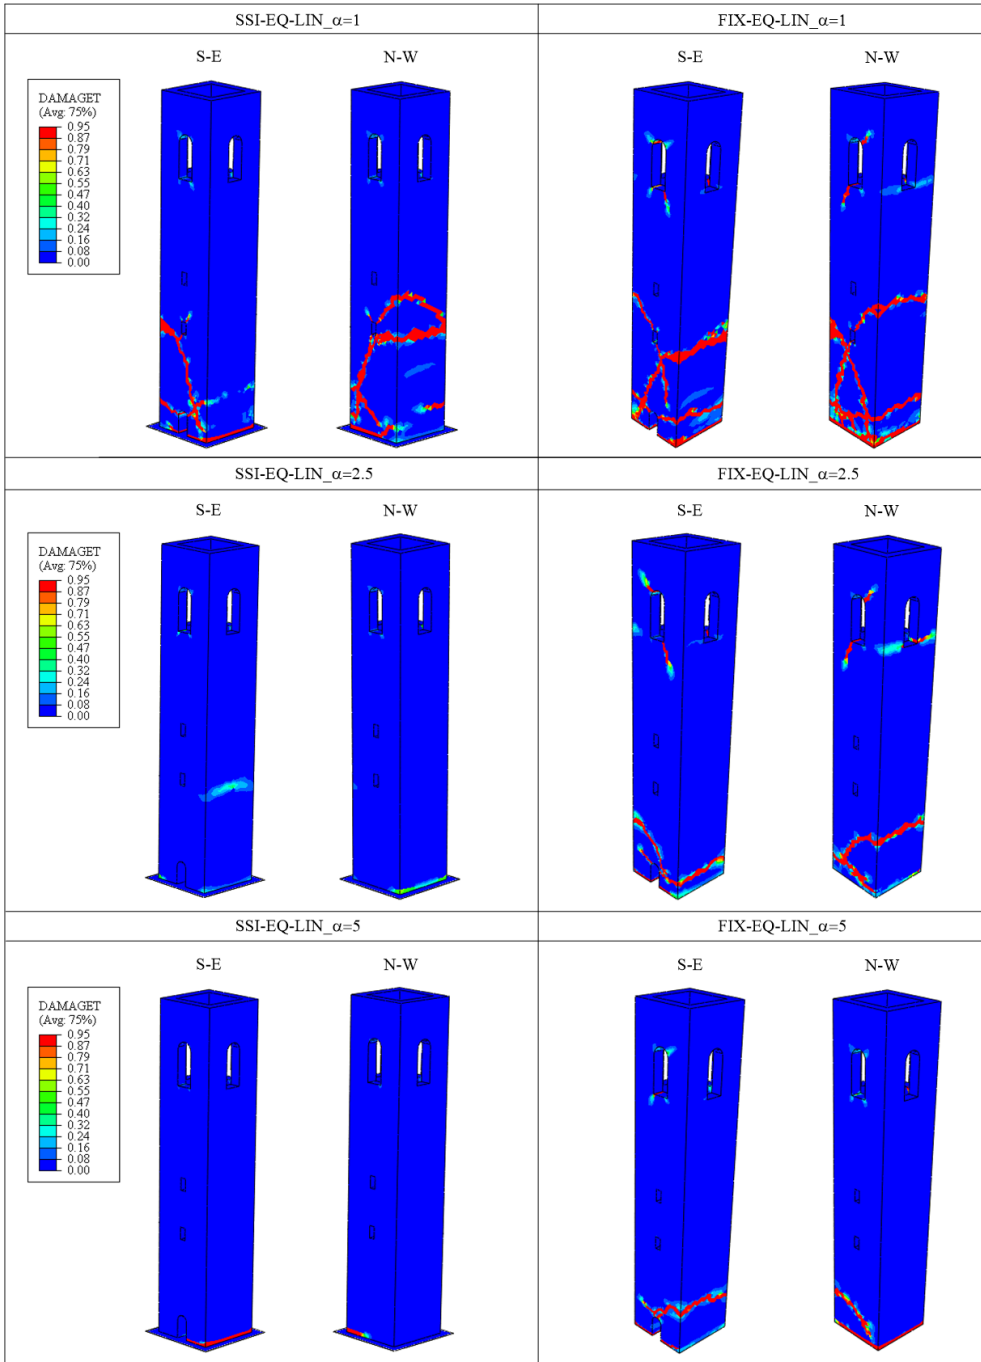 SSI-EQ-LIN_α=1
FIX-EQ-LIN_α=1
S-E
N-W
S-E
N-W
DAMAGET
(Avg: 75%)
0.95
0.87
0.79
0.71
0.63
0.55
0.47
0.40
0.32
0.24
0.16
0.08
0.00
SSI-EQ-LIN_α=2.5
FIX-EQ-LIN_α=2.5
S-E
N-W
S-E
N-W
DAMAGET
(Avg: 75%)
0.95
0.87
0.79
0.71
0.63
0.55
0.47
0.40
0.32
0.24
0.16
0.08
0.00
SSI-EQ-LIN_α=5
FIX-EQ-LIN_α=5
S-E
N-W
S-E
N-W
DAMAGET
(Avg: 75%)
0.95
0.87
0.79
0.71
0.63
0.55
0.47
0.40
0.32
0.24
0.16
0.08
0.00